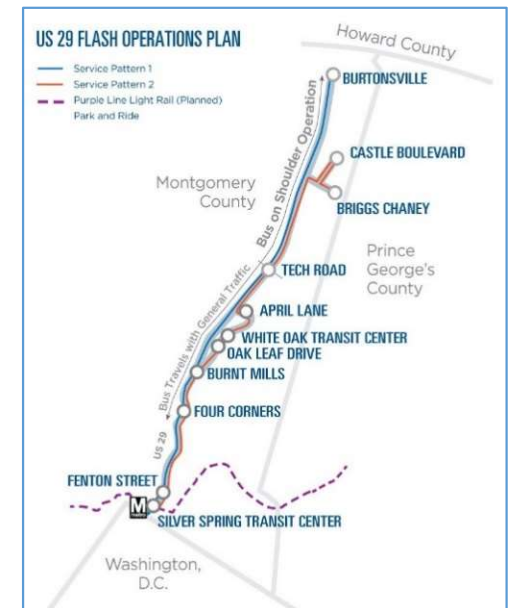 US 29 FLASH OPERATIONS PLAN
Service Pattern 1
Service Pattern 2
Purple Line Light Rail (Planned)
Park and Ride
Howard County
BURTONSVILLE
Bus on Shoulder Operation
CASTLE BOULEVARD
Montgomery
County
BRIGGS CHANEY
Prince
George's
County
TECH ROAD
Bus Travels with General Traffic
APRIL LANE
WHITE OAK TRANSIT CENTER
OAK LEAF DRIVE
BURNT MILLS
FOUR CORNERS
US 29
FENTON STREET
M
SILVER SPRING TRANSIT CENTER
Washington,
D.C.